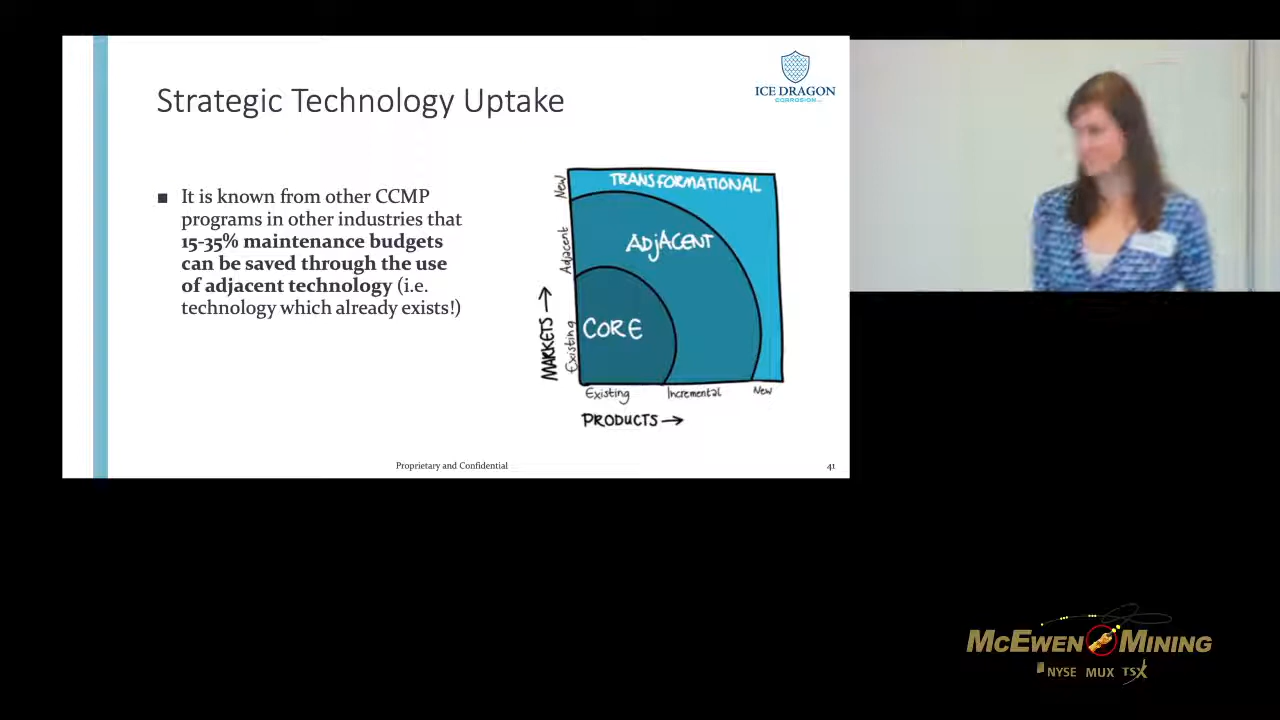 Strategic Technology Uptake
ICE DRAGON
CORROSION
■ It is known from other CCMP
programs in other industries that
15-35% maintenance budgets
can be saved through the use
of adjacent technology (i.e.
technology which already exists!)
TRANSFORMATIONAL
ADJACENT
CORE
MARKETS →
Existing
Adjacent
New
Existing
Incremental
New
PRODUCTS →
Proprietary and Confidential
41
MCEWEN MINING
NYSE MUX TSX